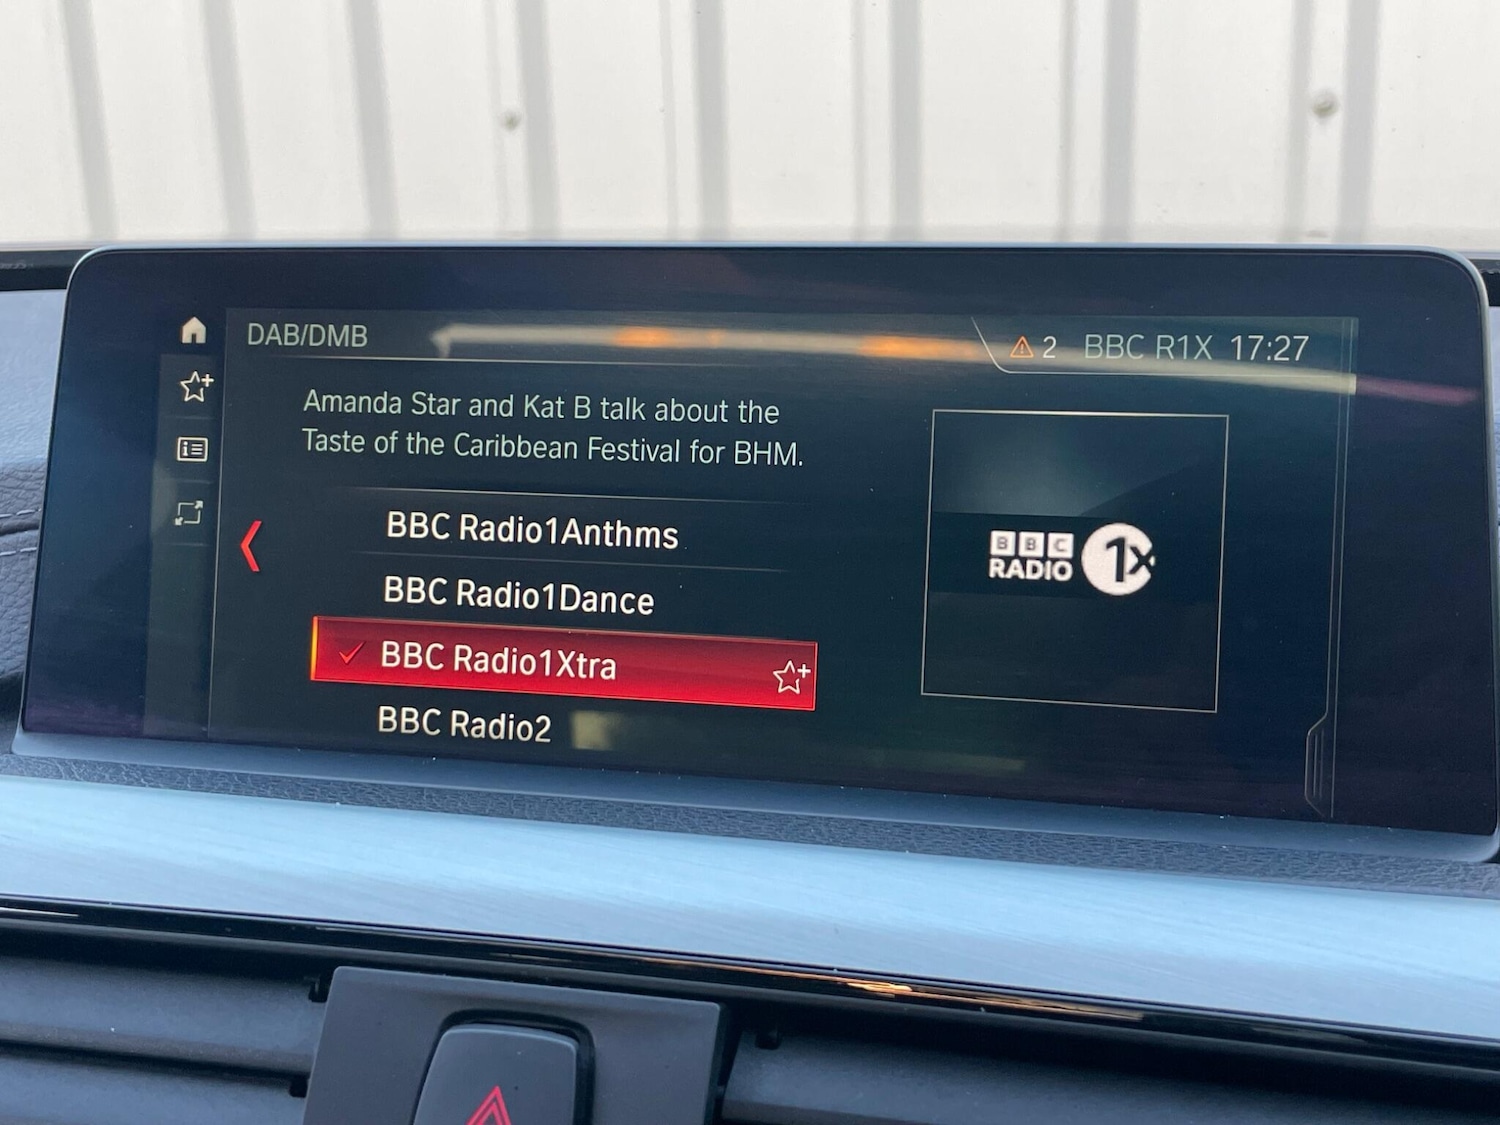 DAB/DMB
2 BBC R1X 17:27
Amanda Star and Kat B talk about the
Taste of the Caribbean Festival for BHM.
BBC Radio1Anthms
BBC Radio1Dance
BBC Radio1Xtra
BBC Radio2
BBC
RADIO
1x